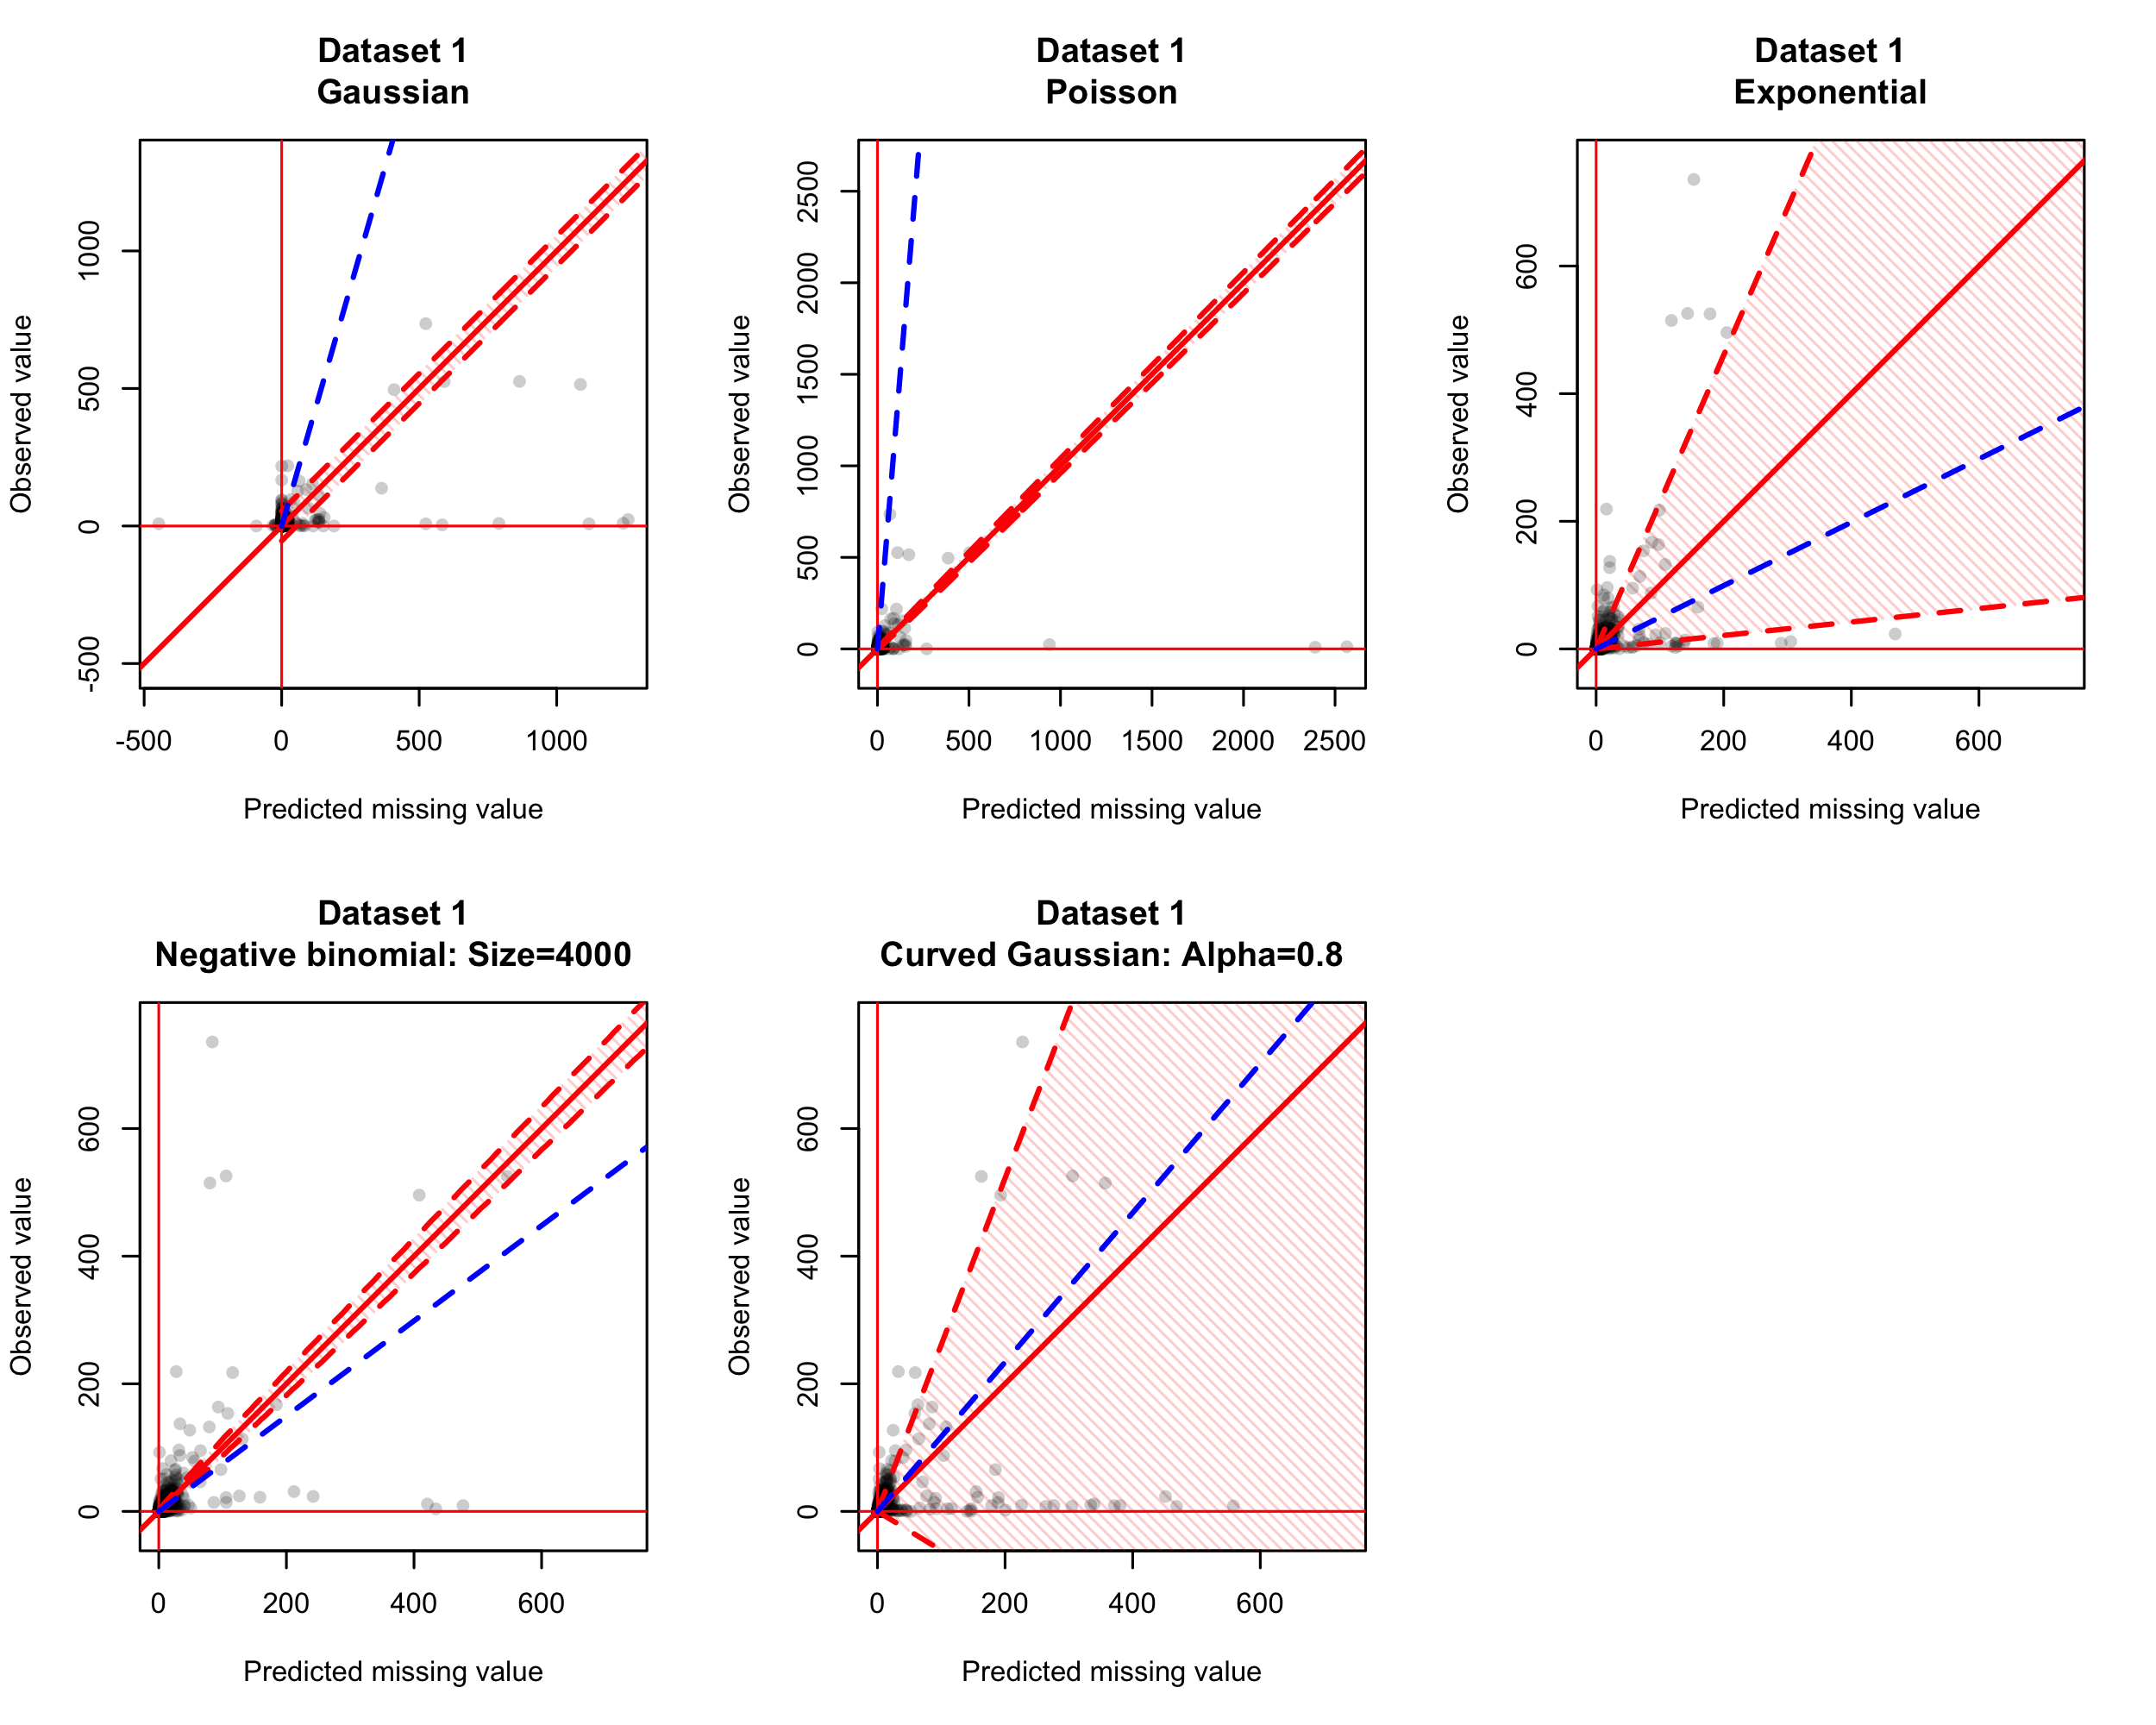 Dataset 1
Gaussian
Observed value
1000
500
0
-500
-500
0
500
1000
Predicted missing value
Dataset 1
Poisson
Observed value
2500
2000
1500
1000
500
0
0
500
1000
1500
2000
2500
Predicted missing value
Dataset 1
Exponential
Observed value
600
400
200
0
0
200
400
600
Predicted missing value
Dataset 1
Negative binomial: Size=4000
Observed value
600
400
200
0
0
200
400
600
Predicted missing value
Dataset 1
Curved Gaussian: Alpha=0.8
Observed value
600
400
200
0
0
200
400
600
Predicted missing value